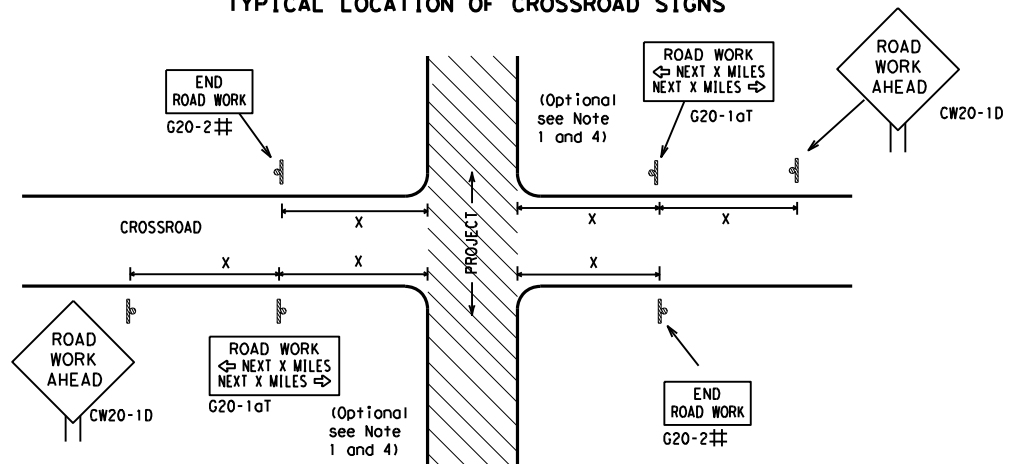 TYPICAL LOCATION OF CROSSROAD SIGNS
END
ROAD WORK
G20-2#
(Optional
see Note
1 and 4)
ROAD WORK
⇦ NEXT X MILES
NEXT X MILES ⇨
G20-1aT
ROAD
WORK
AHEAD
CW20-1D
X
X
X
CROSSROAD
PROJECT
X
X
X
ROAD
WORK
AHEAD
CW20-1D
ROAD WORK
⇦ NEXT X MILES
NEXT X MILES ⇨
G20-1aT
(Optional
see Note
1 and 4)
END
ROAD WORK
G20-2#